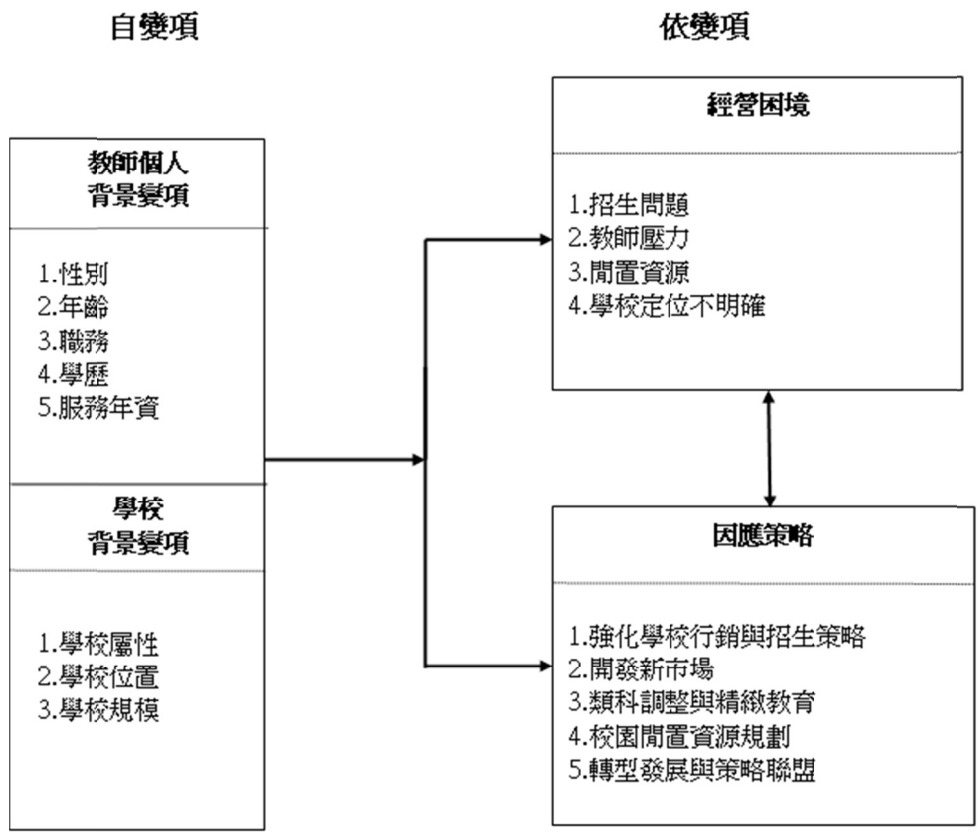 自變項
依變項
教師個人
背景變項
1.性別
2.年齡
3.職務
4.學歷
5.服務年資
學校
背景變項
1.學校屬性
2.學校位置
3.學校規模
經營困境
1.招生問題
2.教師壓力
3.閒置資源
4.學校定位不明確
因應策略
1.強化學校行銷與招生策略
2.開發新市場
3.類科調整與精緻教育
4.校園閒置資源規劃
5.轉型發展與策略聯盟